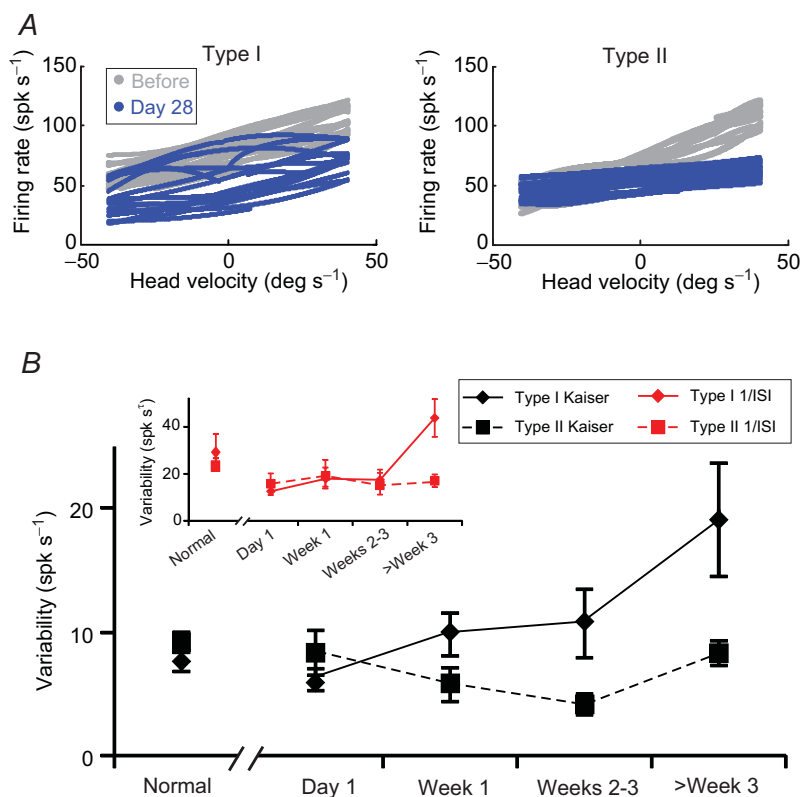 A
Type I
Type II
Firing rate (spk s⁻¹)
150
100
50
0
Before
Day 28
−50
0
50
Head velocity (deg s⁻¹)
Firing rate (spk s⁻¹)
150
100
50
0
-50
0
50
Head velocity (deg s⁻¹)
B
Type I Kaiser
Type I 1/ISI
Type II Kaiser
Type II 1/ISI
Variability (spk s⁻¹)
40
20
0
Normal
Day 1
Week 1
Weeks 2-3
>Week 3
Variability (spk s⁻¹)
20
10
0
Normal
Day 1
Week 1
Weeks 2-3
>Week 3